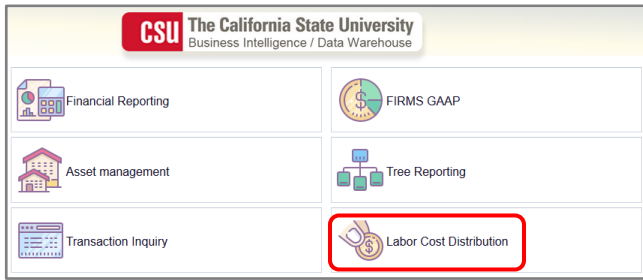 CSU The California State University
Business Intelligence / Data Warehouse
Financial Reporting
FIRMS GAAP
Asset management
Tree Reporting
Transaction Inquiry
Labor Cost Distribution